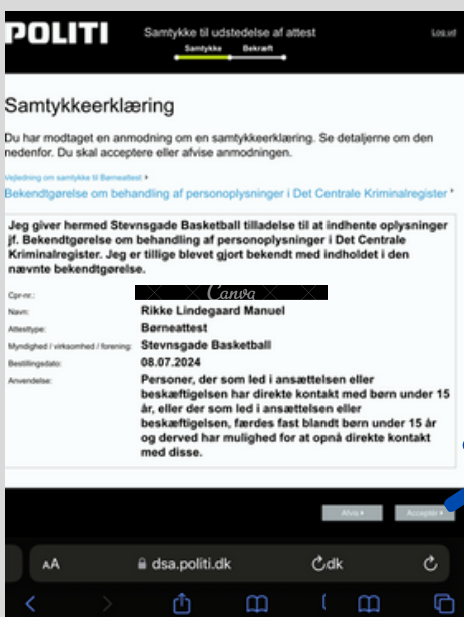 POLITI
Samtykke til udstedelse af attest
Log ud
Samtykke Bekræft
Samtykkeerklæring
Du har modtaget en anmodning om en samtykkeerklæring. Se detaljerne om den
nedenfor. Du skal acceptere eller afvise anmodningen.
Vejledning om samtykke til Børneattest
Bekendtgørelse om behandling af personoplysninger i Det Centrale Kriminalregister
Jeg giver hermed Stevnsgade Basketball tilladelse til at indhente oplysninger
jf. Bekendtgørelse om behandling af personoplysninger i Det Centrale
Kriminalregister. Jeg er tillige blevet gjort bekendt med indholdet i den
nævnte bekendtgørelse.
Cpr-nr.:
Canva
Navn: Rikke Lindegaard Manuel
Attesttype: Børneattest
Myndighed / virksomhed / forening: Stevnsgade Basketball
Bestillingsdato: 08.07.2024
Anvendelse: Personer, der som led i ansættelsen eller
beskæftigelsen har direkte kontakt med børn under 15
år, eller der som led i ansættelsen eller
beskæftigelsen, færdes fast blandt børn under 15 år
og derved har mulighed for at opnå direkte kontakt
med disse.
Afvis
Acceptér
AA
dsa.politi.dk
.dk